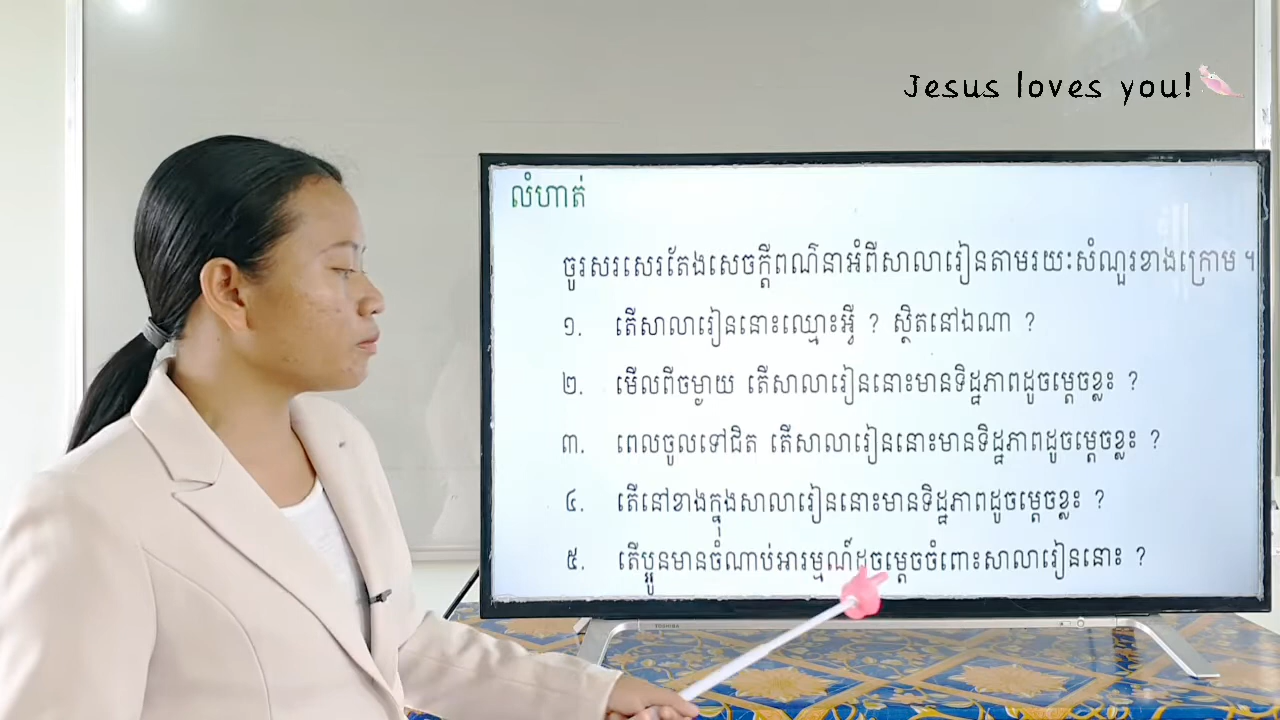 Jesus loves you!
លំហាត់
ចូរសរសេរតែងសេចក្ដីពណ៌នាអំពីសាលារៀនតាមរយៈសំណួរខាងក្រោម ។
១. តើសាលារៀននោះឈ្មោះអ្វី ? ស្ថិតនៅឯណា ?
២. មើលពីចម្ងាយ តើសាលារៀននោះមានទិដ្ឋភាពដូចម្ដេចខ្លះ ?
៣. ពេលចូលទៅជិត តើសាលារៀននោះមានទិដ្ឋភាពដូចម្ដេចខ្លះ ?
៤. តើនៅខាងក្នុងសាលារៀននោះមានទិដ្ឋភាពដូចម្ដេចខ្លះ ?
៥. តើប្អូនមានចំណាប់អារម្មណ៍ដូចម្ដេចចំពោះសាលារៀននោះ ?
TOSHIBA